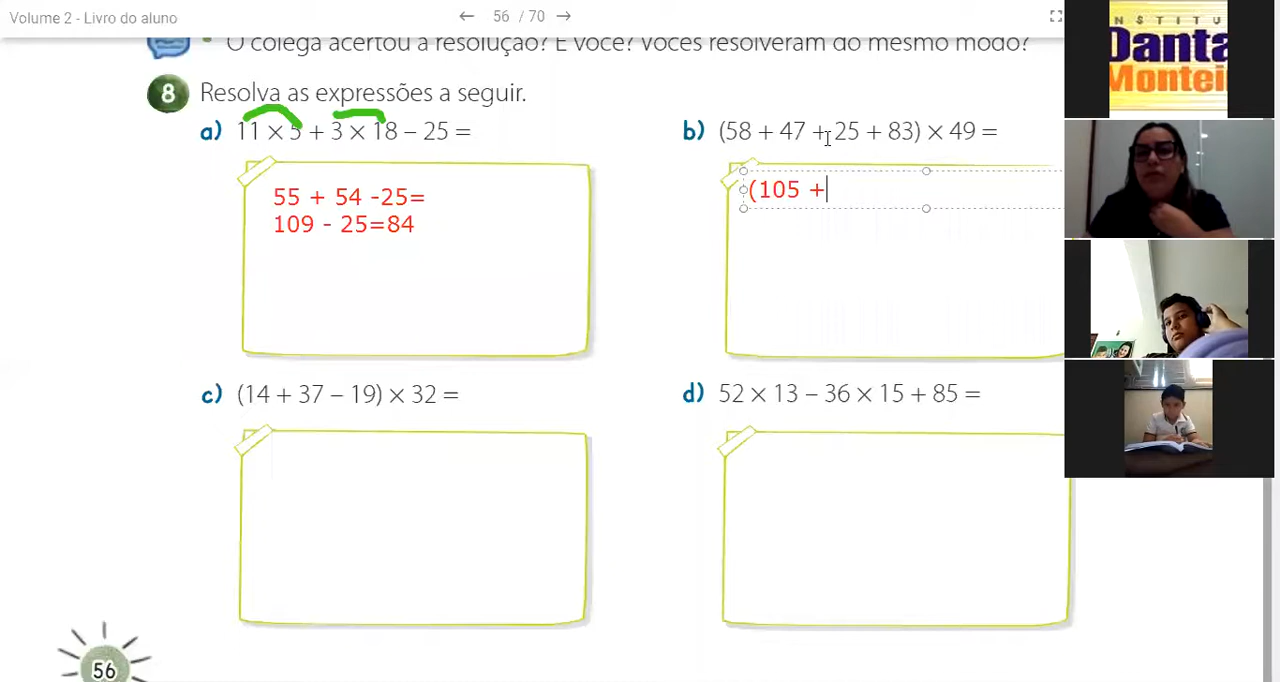 Volume 2 - Livro do aluno
← 56 / 70 →
O colega acertou a resolução? E você? Vocês resolveram do mesmo modo?
8 Resolva as expressões a seguir.
a) 11 × 5 + 3 × 18 – 25 =
55 + 54 -25=
109 - 25=84
b) (58 + 47 + 25 + 83) × 49 =
(105 +
c) (14 + 37 – 19) × 32 =
d) 52 × 13 – 36 × 15 + 85 =
56
NSTITU
Danta
Montei